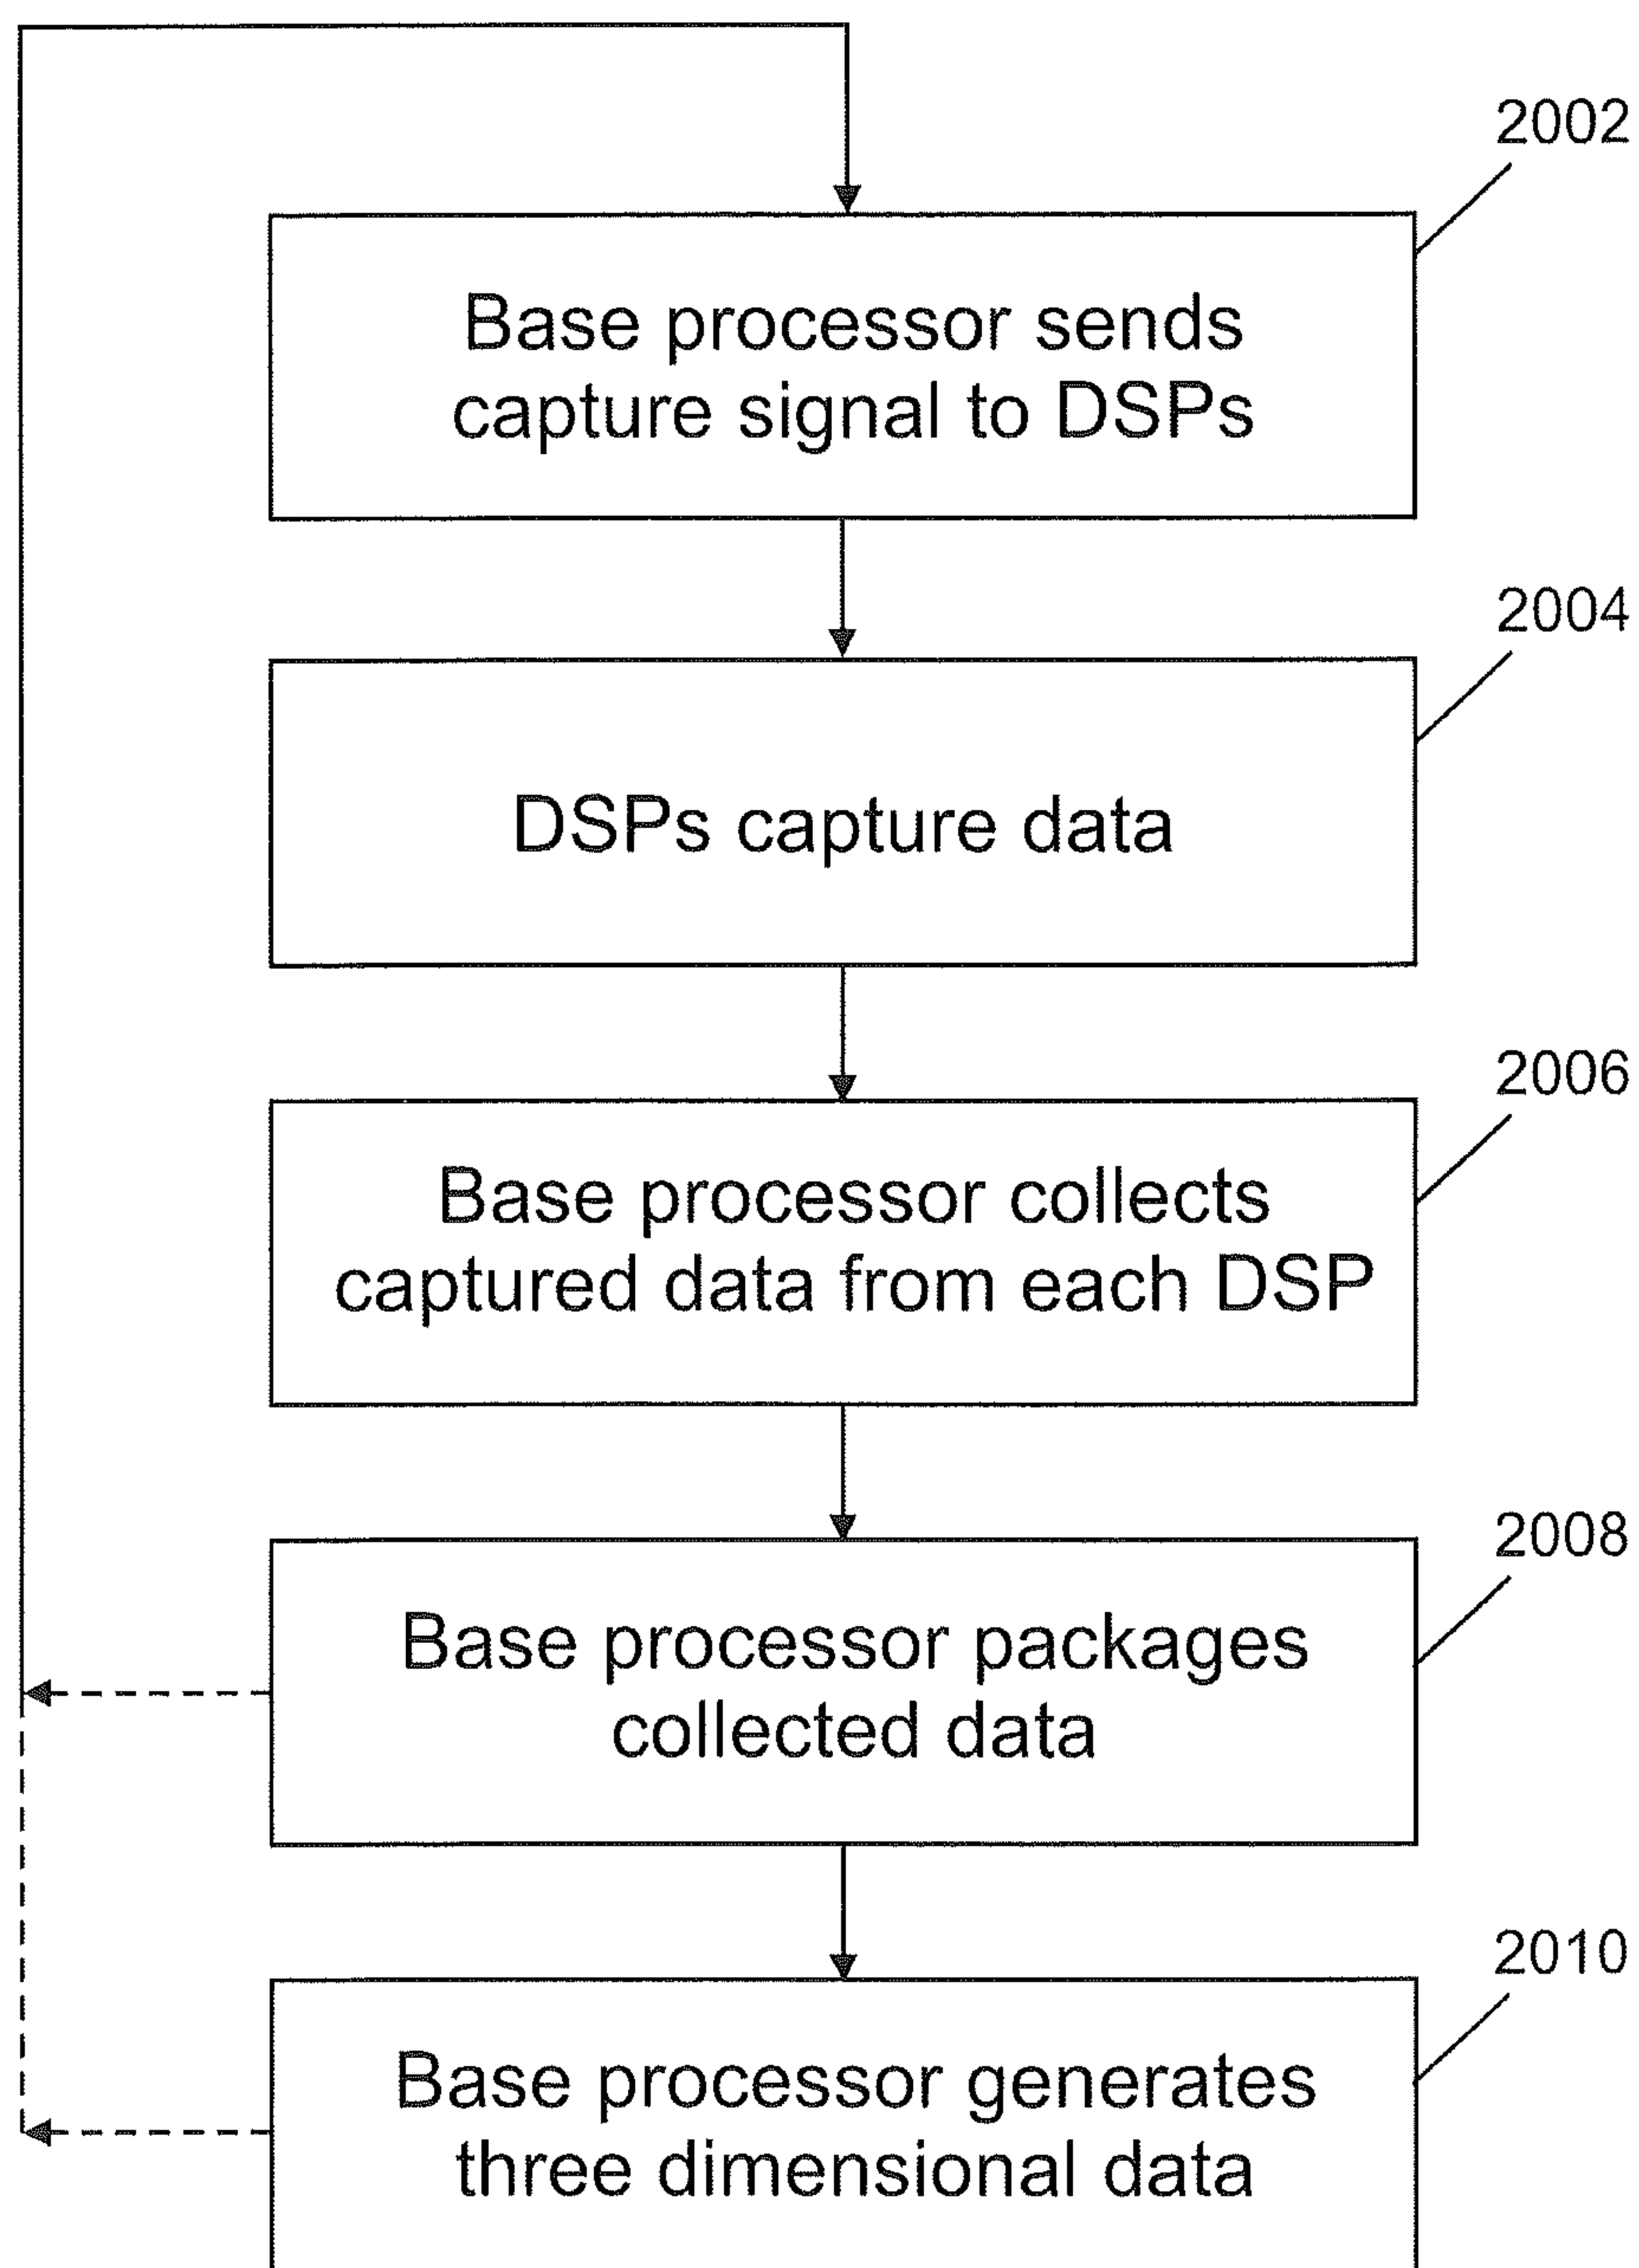 2002
Base processor sends
capture signal to DSPs
2004
DSPs capture data
2006
Base processor collects
captured data from each DSP
2008
Base processor packages
collected data
2010
Base processor generates
three dimensional data